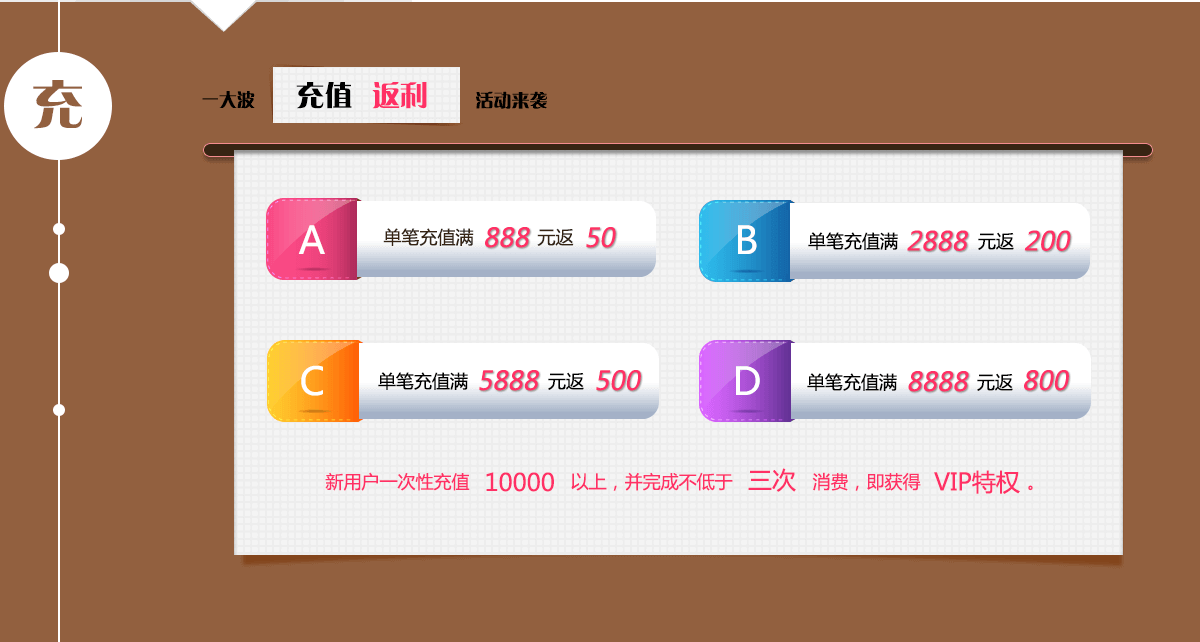 充
一大波 充值 返利 活动来袭
A 单笔充值满 888 元返 50
B 单笔充值满 2888 元返 200
C 单笔充值满 5888 元返 500
D 单笔充值满 8888 元返 800
新用户一次性充值 10000 以上，并完成不低于 三次 消费，即获得 VIP特权 。